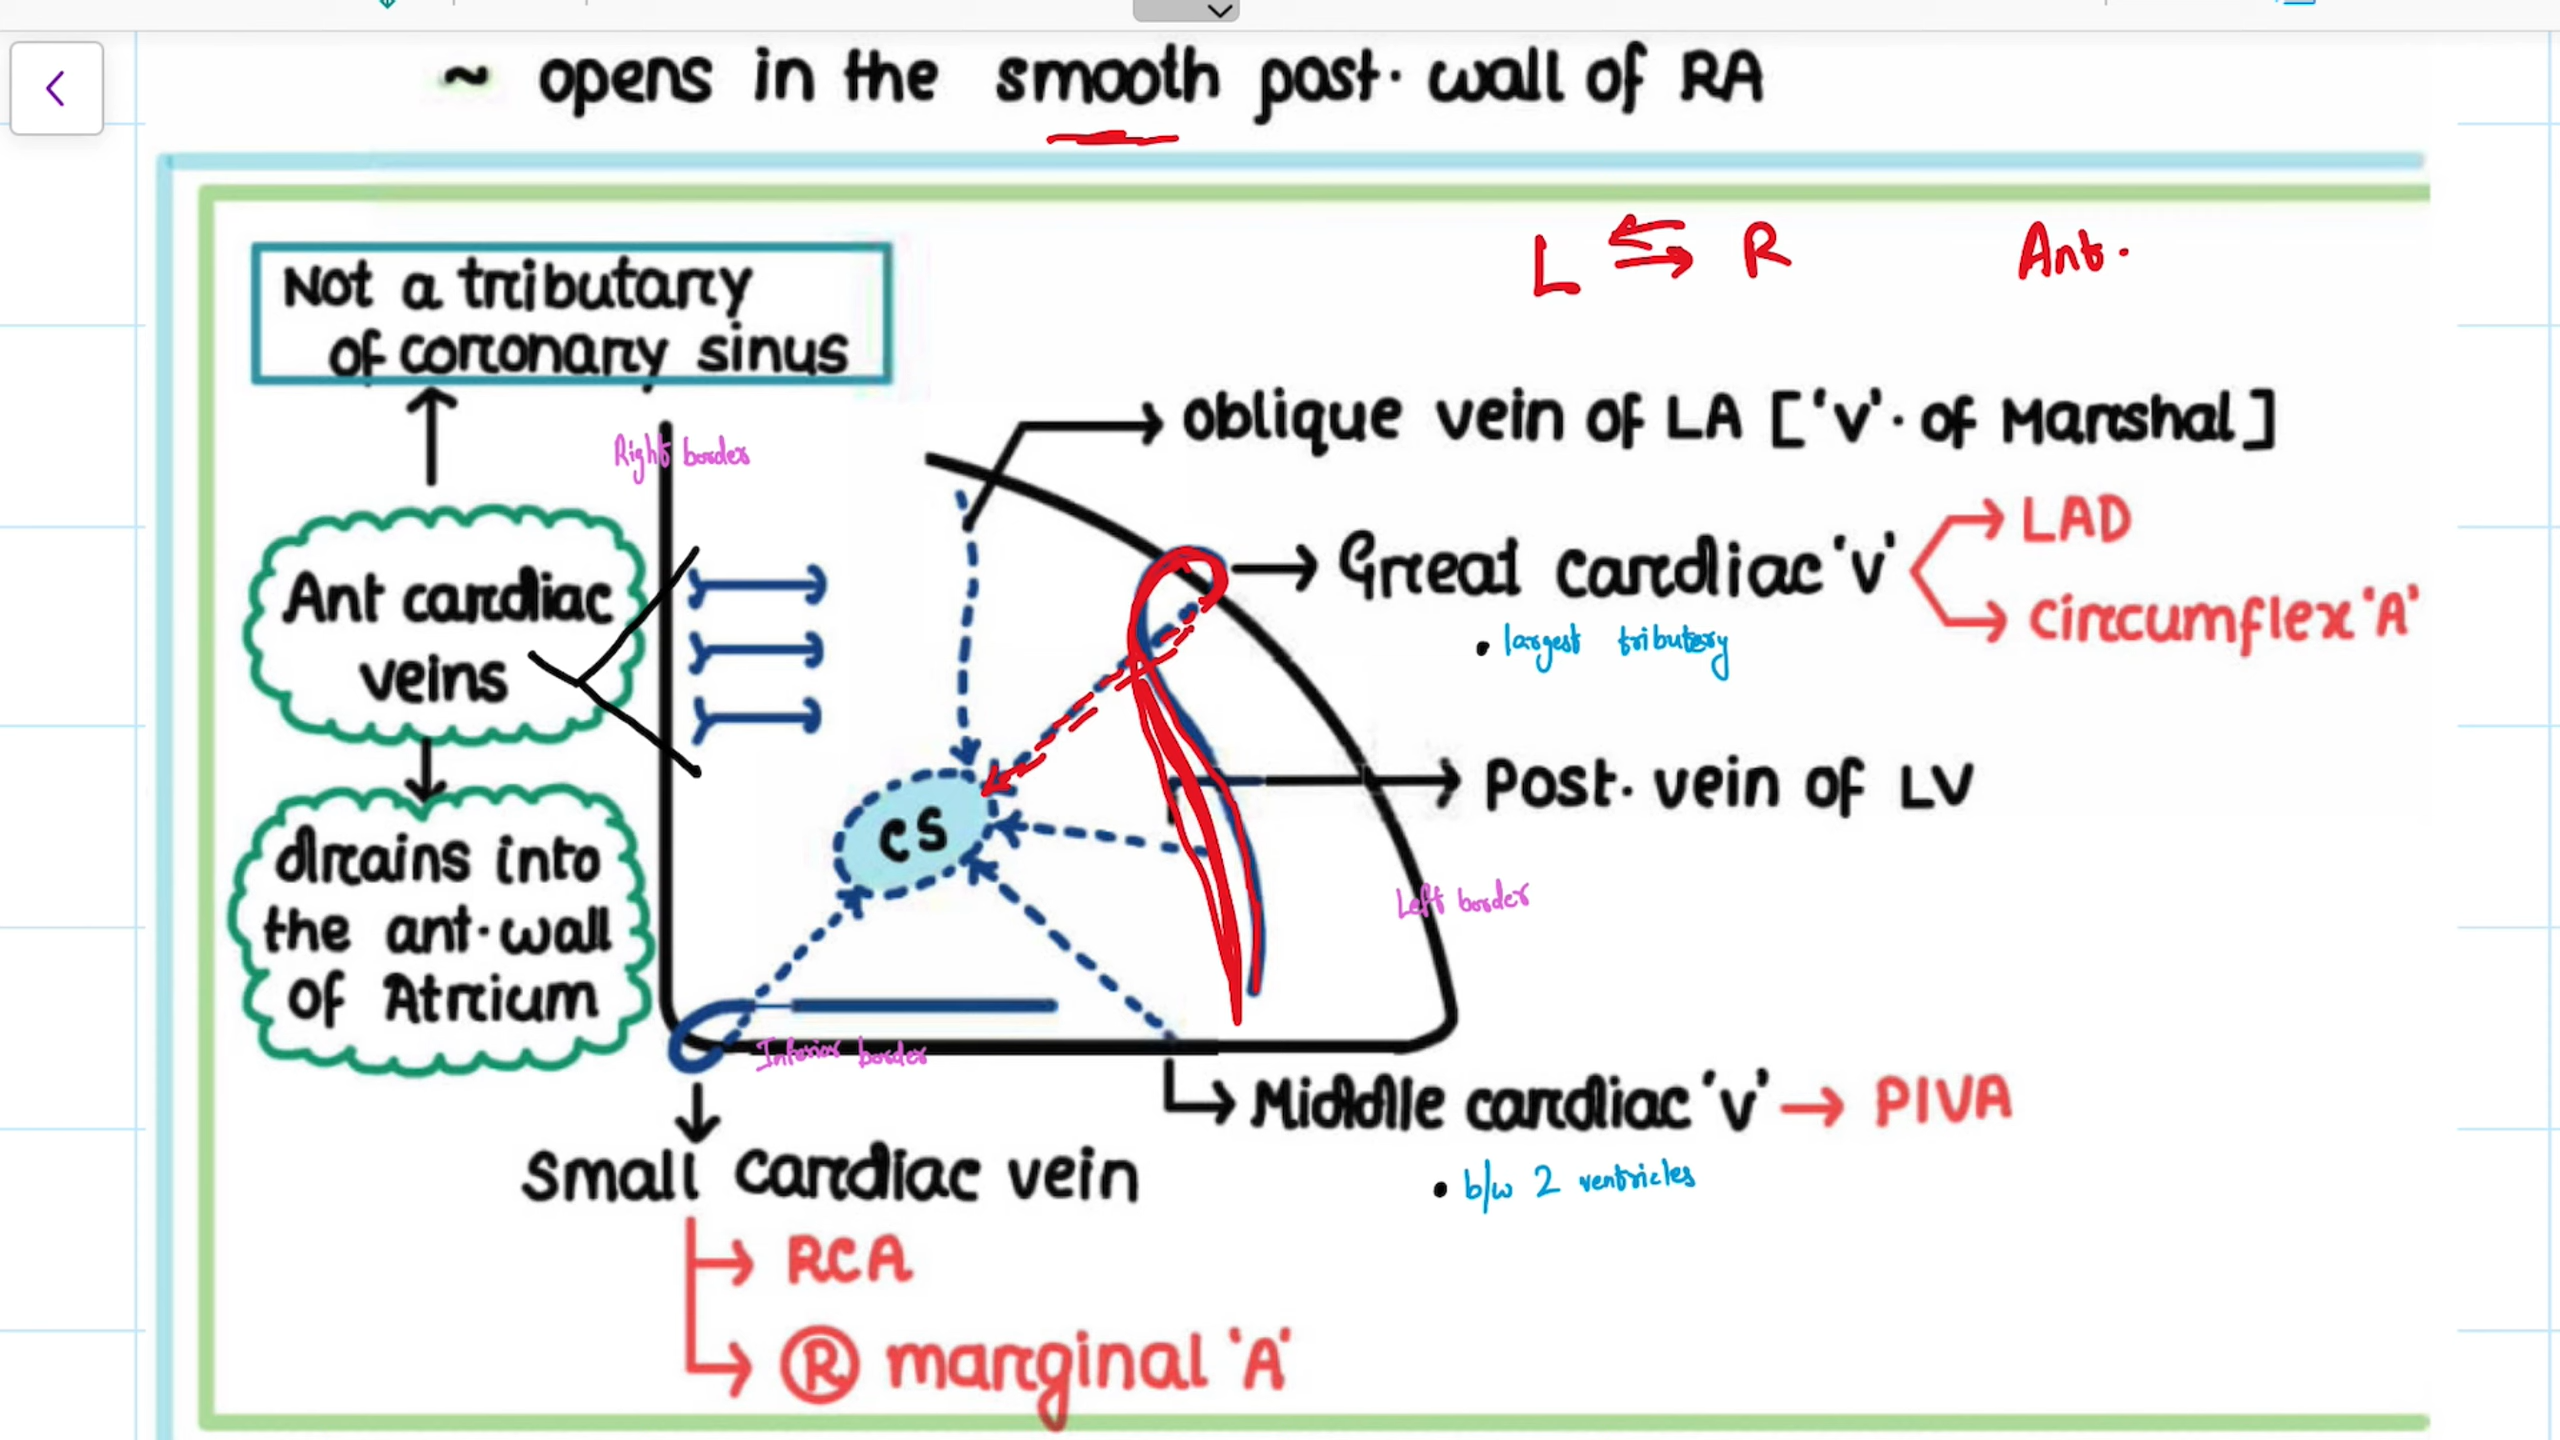 ~ opens in the smooth post. wall of RA
L ⇆ R
Ant.
Not a tributary
of coronary sinus
Right border
oblique vein of LA ['v'. of Marshal]
Great cardiac 'v'
LAD
circumflex 'A'
• largest tributary
Ant cardiac
veins
Post. vein of LV
CS
drains into
the ant. wall
of Atrium
Left border
Inferior border
Middle cardiac 'v' → PIVA
• b/w 2 ventricles
small cardiac vein
RCA
Ⓡ marginal 'A'